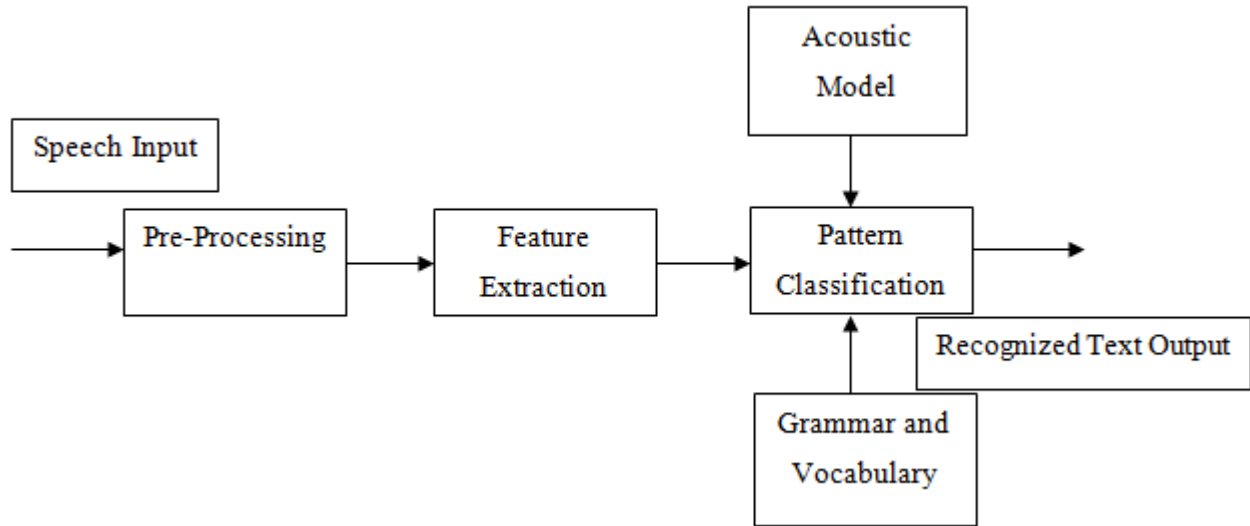 Acoustic
Model
Speech Input
Pre-Processing
Feature
Extraction
Pattern
Classification
Recognized Text Output
Grammar and
Vocabulary